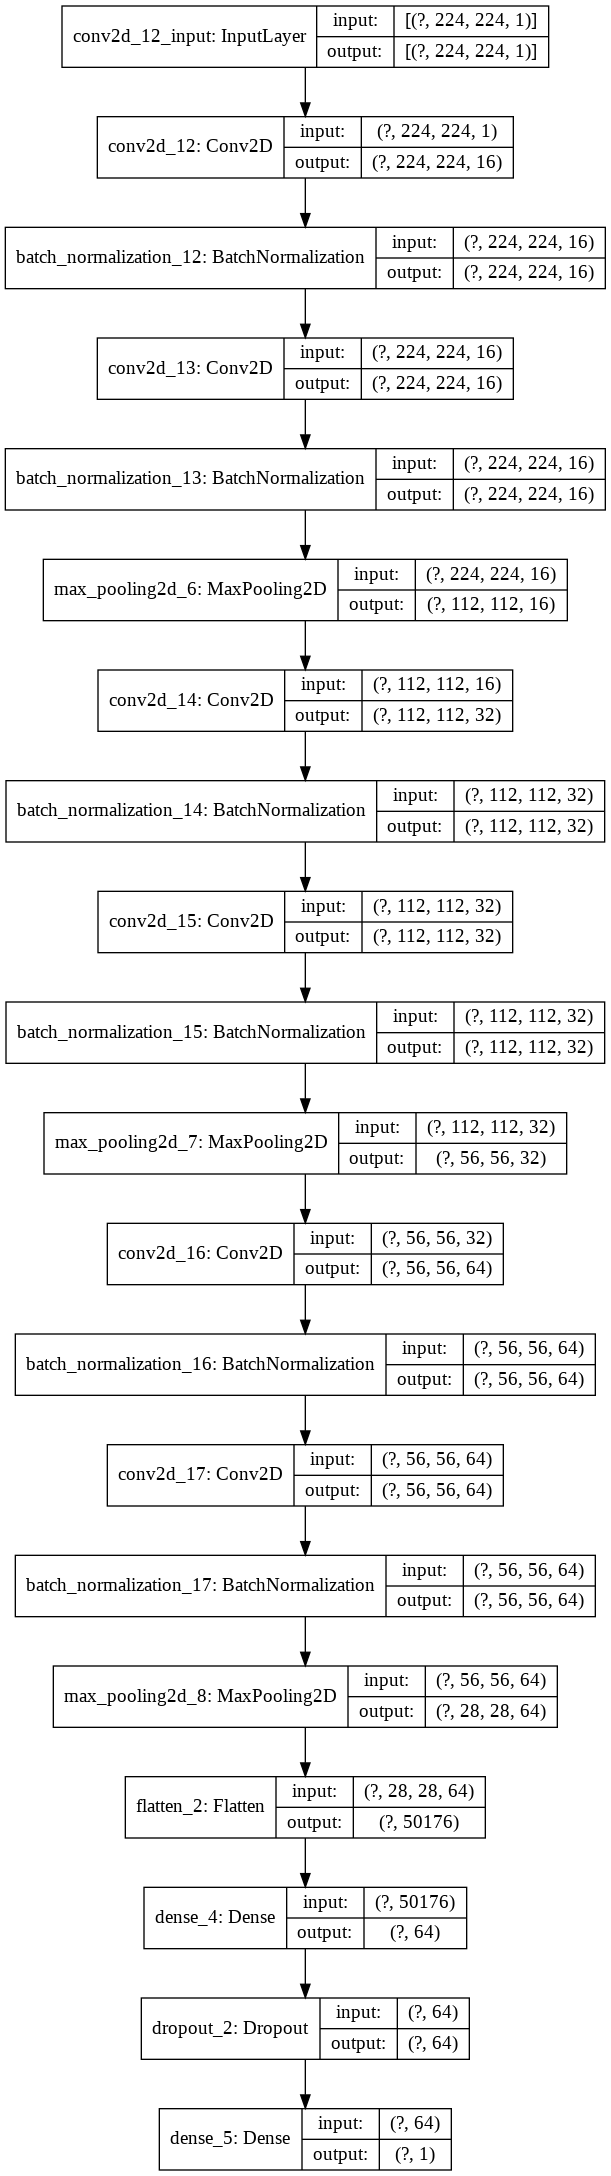 conv2d_12_input: InputLayer
input: [(?, 224, 224, 1)]
output: [(?, 224, 224, 1)]
conv2d_12: Conv2D
input: (?, 224, 224, 1)
output: (?, 224, 224, 16)
batch_normalization_12: BatchNormalization
input: (?, 224, 224, 16)
output: (?, 224, 224, 16)
conv2d_13: Conv2D
input: (?, 224, 224, 16)
output: (?, 224, 224, 16)
batch_normalization_13: BatchNormalization
input: (?, 224, 224, 16)
output: (?, 224, 224, 16)
max_pooling2d_6: MaxPooling2D
input: (?, 224, 224, 16)
output: (?, 112, 112, 16)
conv2d_14: Conv2D
input: (?, 112, 112, 16)
output: (?, 112, 112, 32)
batch_normalization_14: BatchNormalization
input: (?, 112, 112, 32)
output: (?, 112, 112, 32)
conv2d_15: Conv2D
input: (?, 112, 112, 32)
output: (?, 112, 112, 32)
batch_normalization_15: BatchNormalization
input: (?, 112, 112, 32)
output: (?, 112, 112, 32)
max_pooling2d_7: MaxPooling2D
input: (?, 112, 112, 32)
output: (?, 56, 56, 32)
conv2d_16: Conv2D
input: (?, 56, 56, 32)
output: (?, 56, 56, 64)
batch_normalization_16: BatchNormalization
input: (?, 56, 56, 64)
output: (?, 56, 56, 64)
conv2d_17: Conv2D
input: (?, 56, 56, 64)
output: (?, 56, 56, 64)
batch_normalization_17: BatchNormalization
input: (?, 56, 56, 64)
output: (?, 56, 56, 64)
max_pooling2d_8: MaxPooling2D
input: (?, 56, 56, 64)
output: (?, 28, 28, 64)
flatten_2: Flatten
input: (?, 28, 28, 64)
output: (?, 50176)
dense_4: Dense
input: (?, 50176)
output: (?, 64)
dropout_2: Dropout
input: (?, 64)
output: (?, 64)
dense_5: Dense
input: (?, 64)
output: (?, 1)